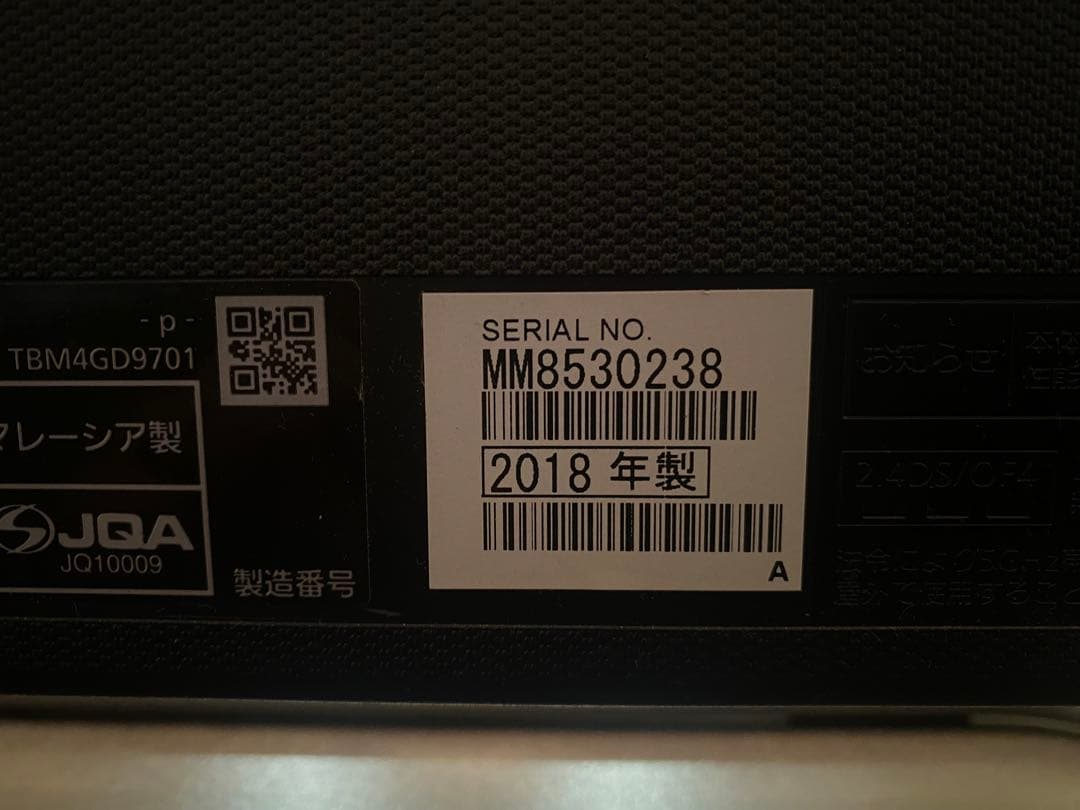 - p -
TBM4GD9701
マレーシア製
JQA
JQ10009
製造番号
SERIAL NO.
MM8530238
2018 年製
A
お知らせ
2.4DS/OF4